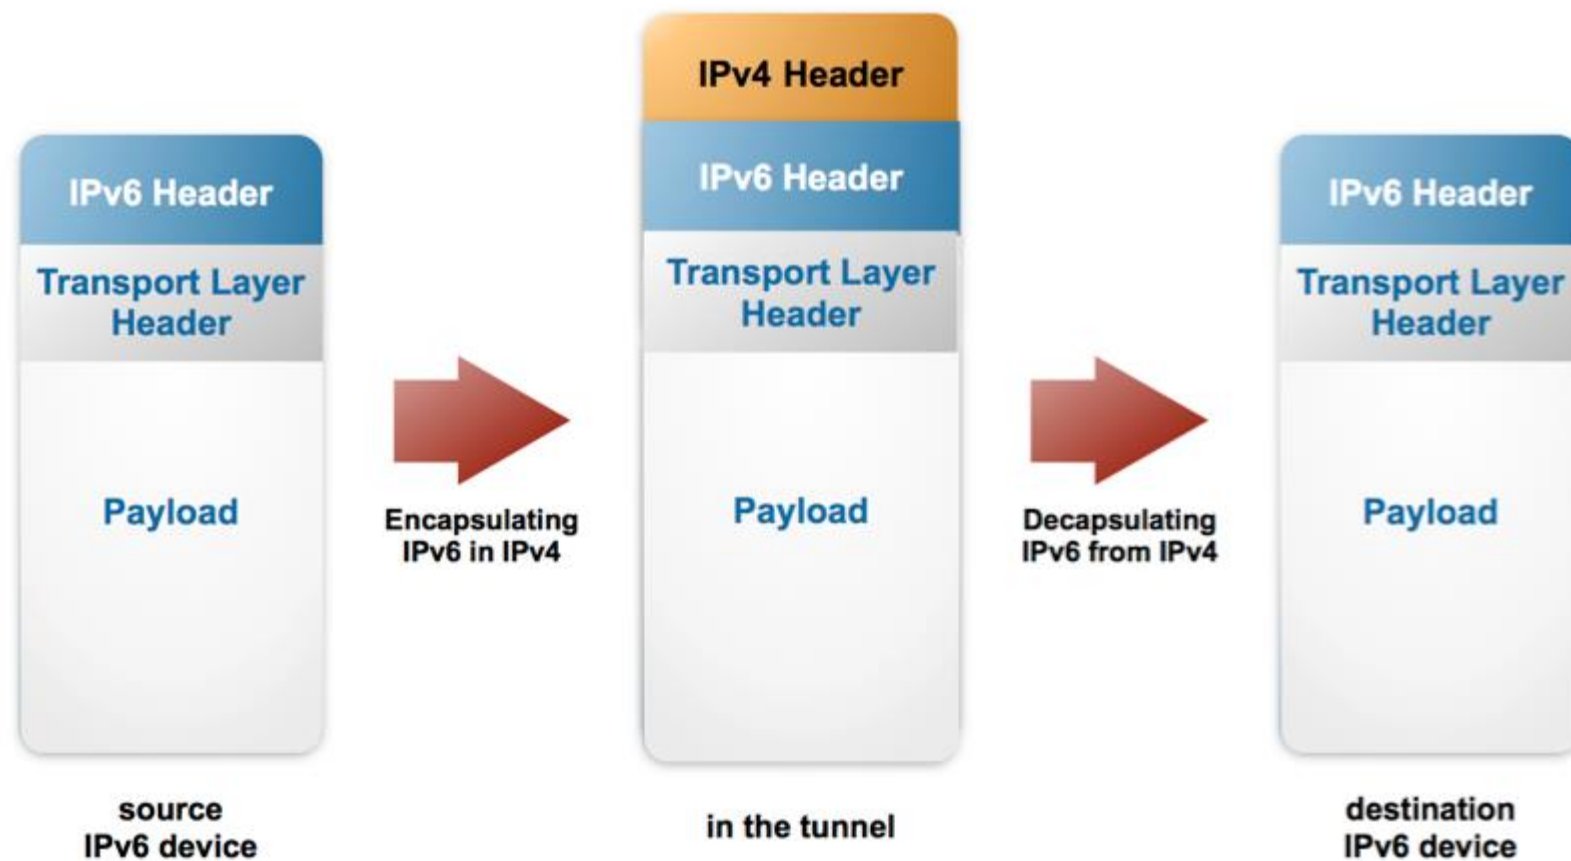 IPv6 Header
Transport Layer
Header
Payload
source
IPv6 device
Encapsulating
IPv6 in IPv4
IPv4 Header
IPv6 Header
Transport Layer
Header
Payload
in the tunnel
Decapsulating
IPv6 from IPv4
IPv6 Header
Transport Layer
Header
Payload
destination
IPv6 device